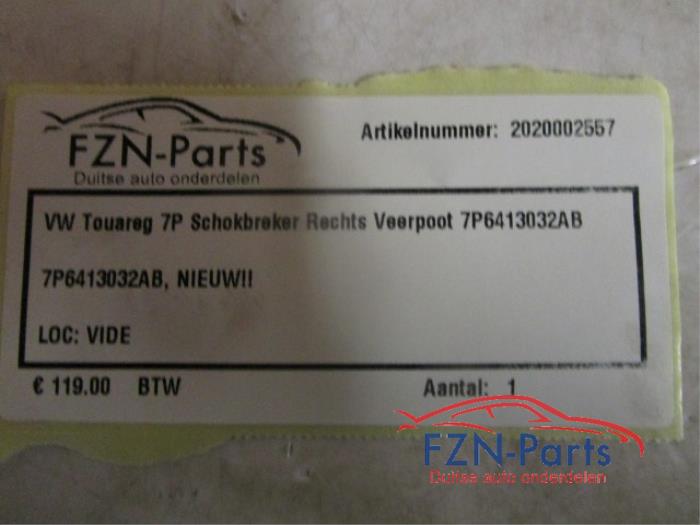 FZN-Parts
Duitse auto onderdelen
Artikelnummer: 2020002557
VW Touareg 7P Schokbreker Rechts Veerpoot 7P6413032AB
7P6413032AB, NIEUW!!
LOC: VIDE
€ 119.00 BTW
Aantal: 1
FZN-Parts
Duitse auto onderdelen